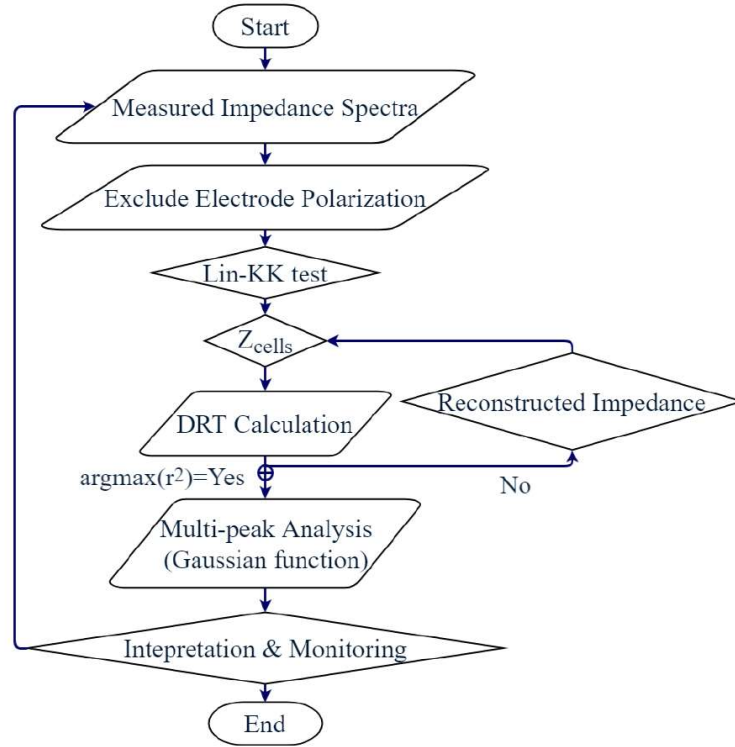 Start
Measured Impedance Spectra
Exclude Electrode Polarization
Lin-KK test
Zcells
DRT Calculation
Reconstructed Impedance
argmax(r²)=Yes
No
Multi-peak Analysis
(Gaussian function)
Intepretation & Monitoring
End